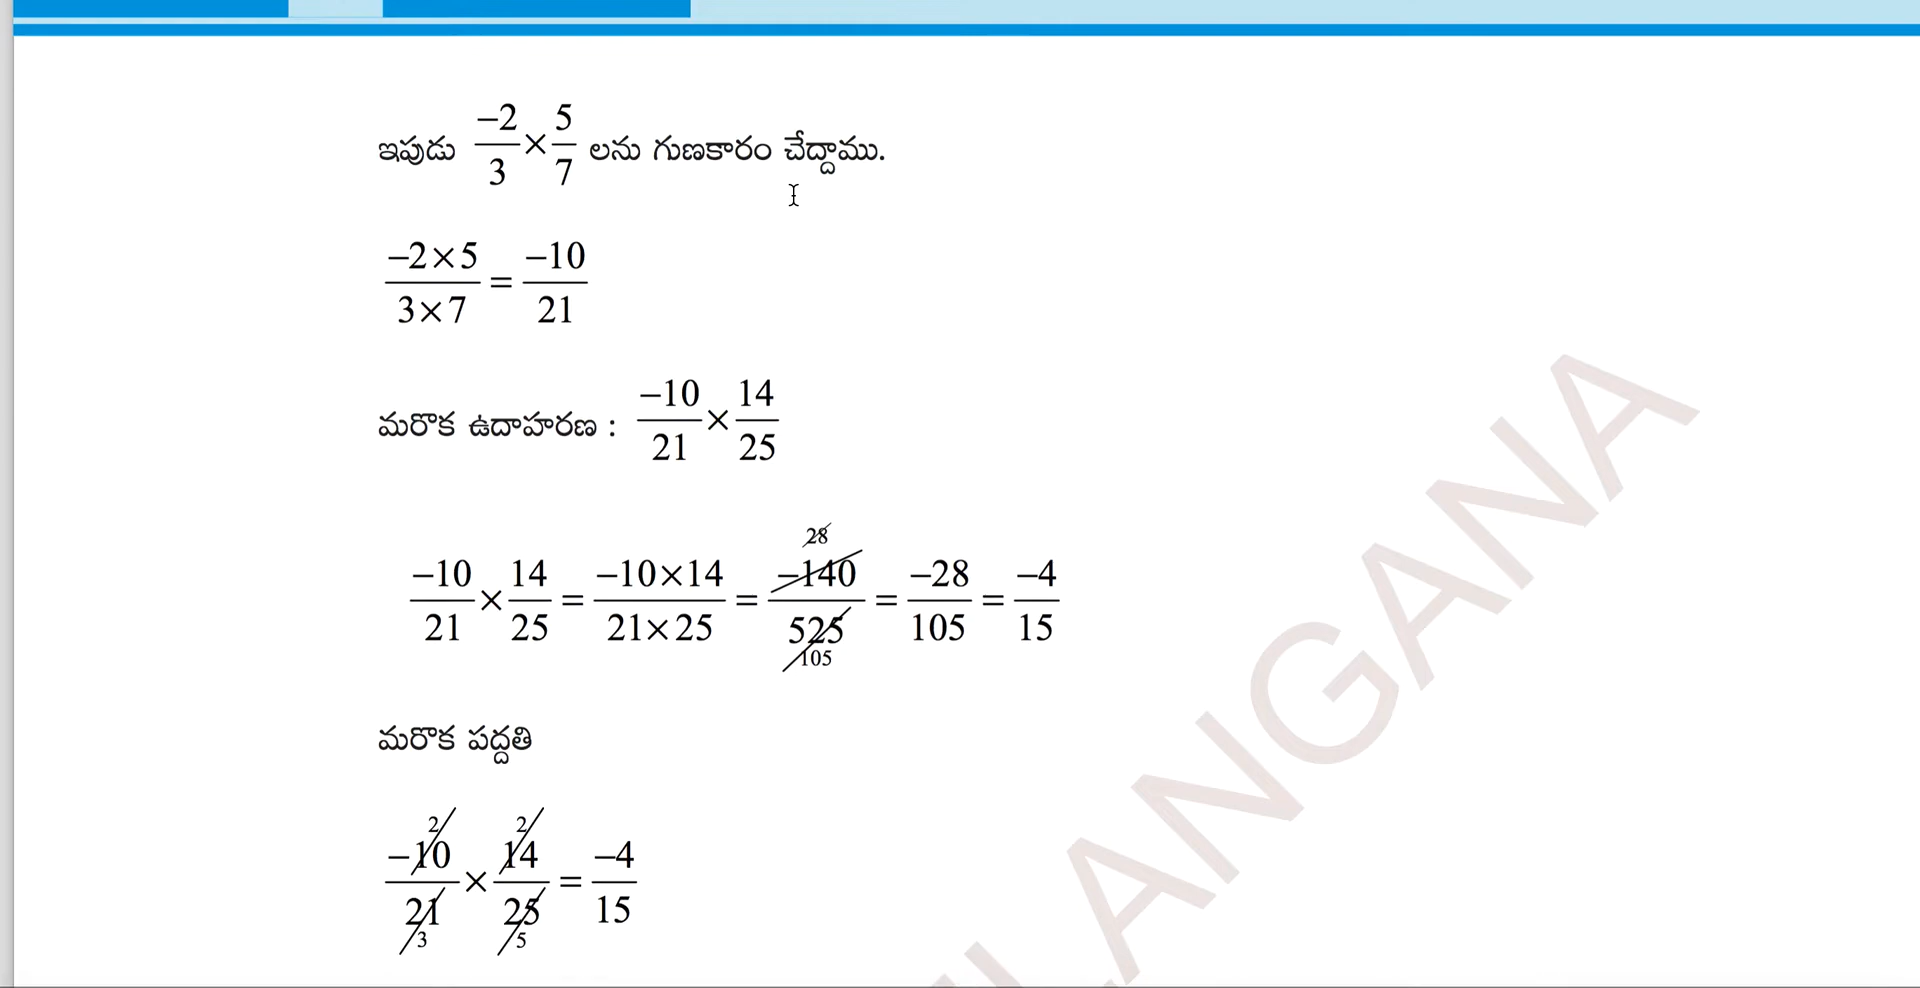 ఇపుడు −2/3 × 5/7 లను గుణకారం చేద్దాము.
−2×5/3×7 = −10/21
మరొక ఉదాహరణ : −10/21 × 14/25
−10/21 × 14/25 = −10×14/21×25 = −140/525 28 105 = −28/105 = −4/15
మరొక పద్దతి
−10/21 2 3 × 14/25 2 5 = −4/15
LANGANA